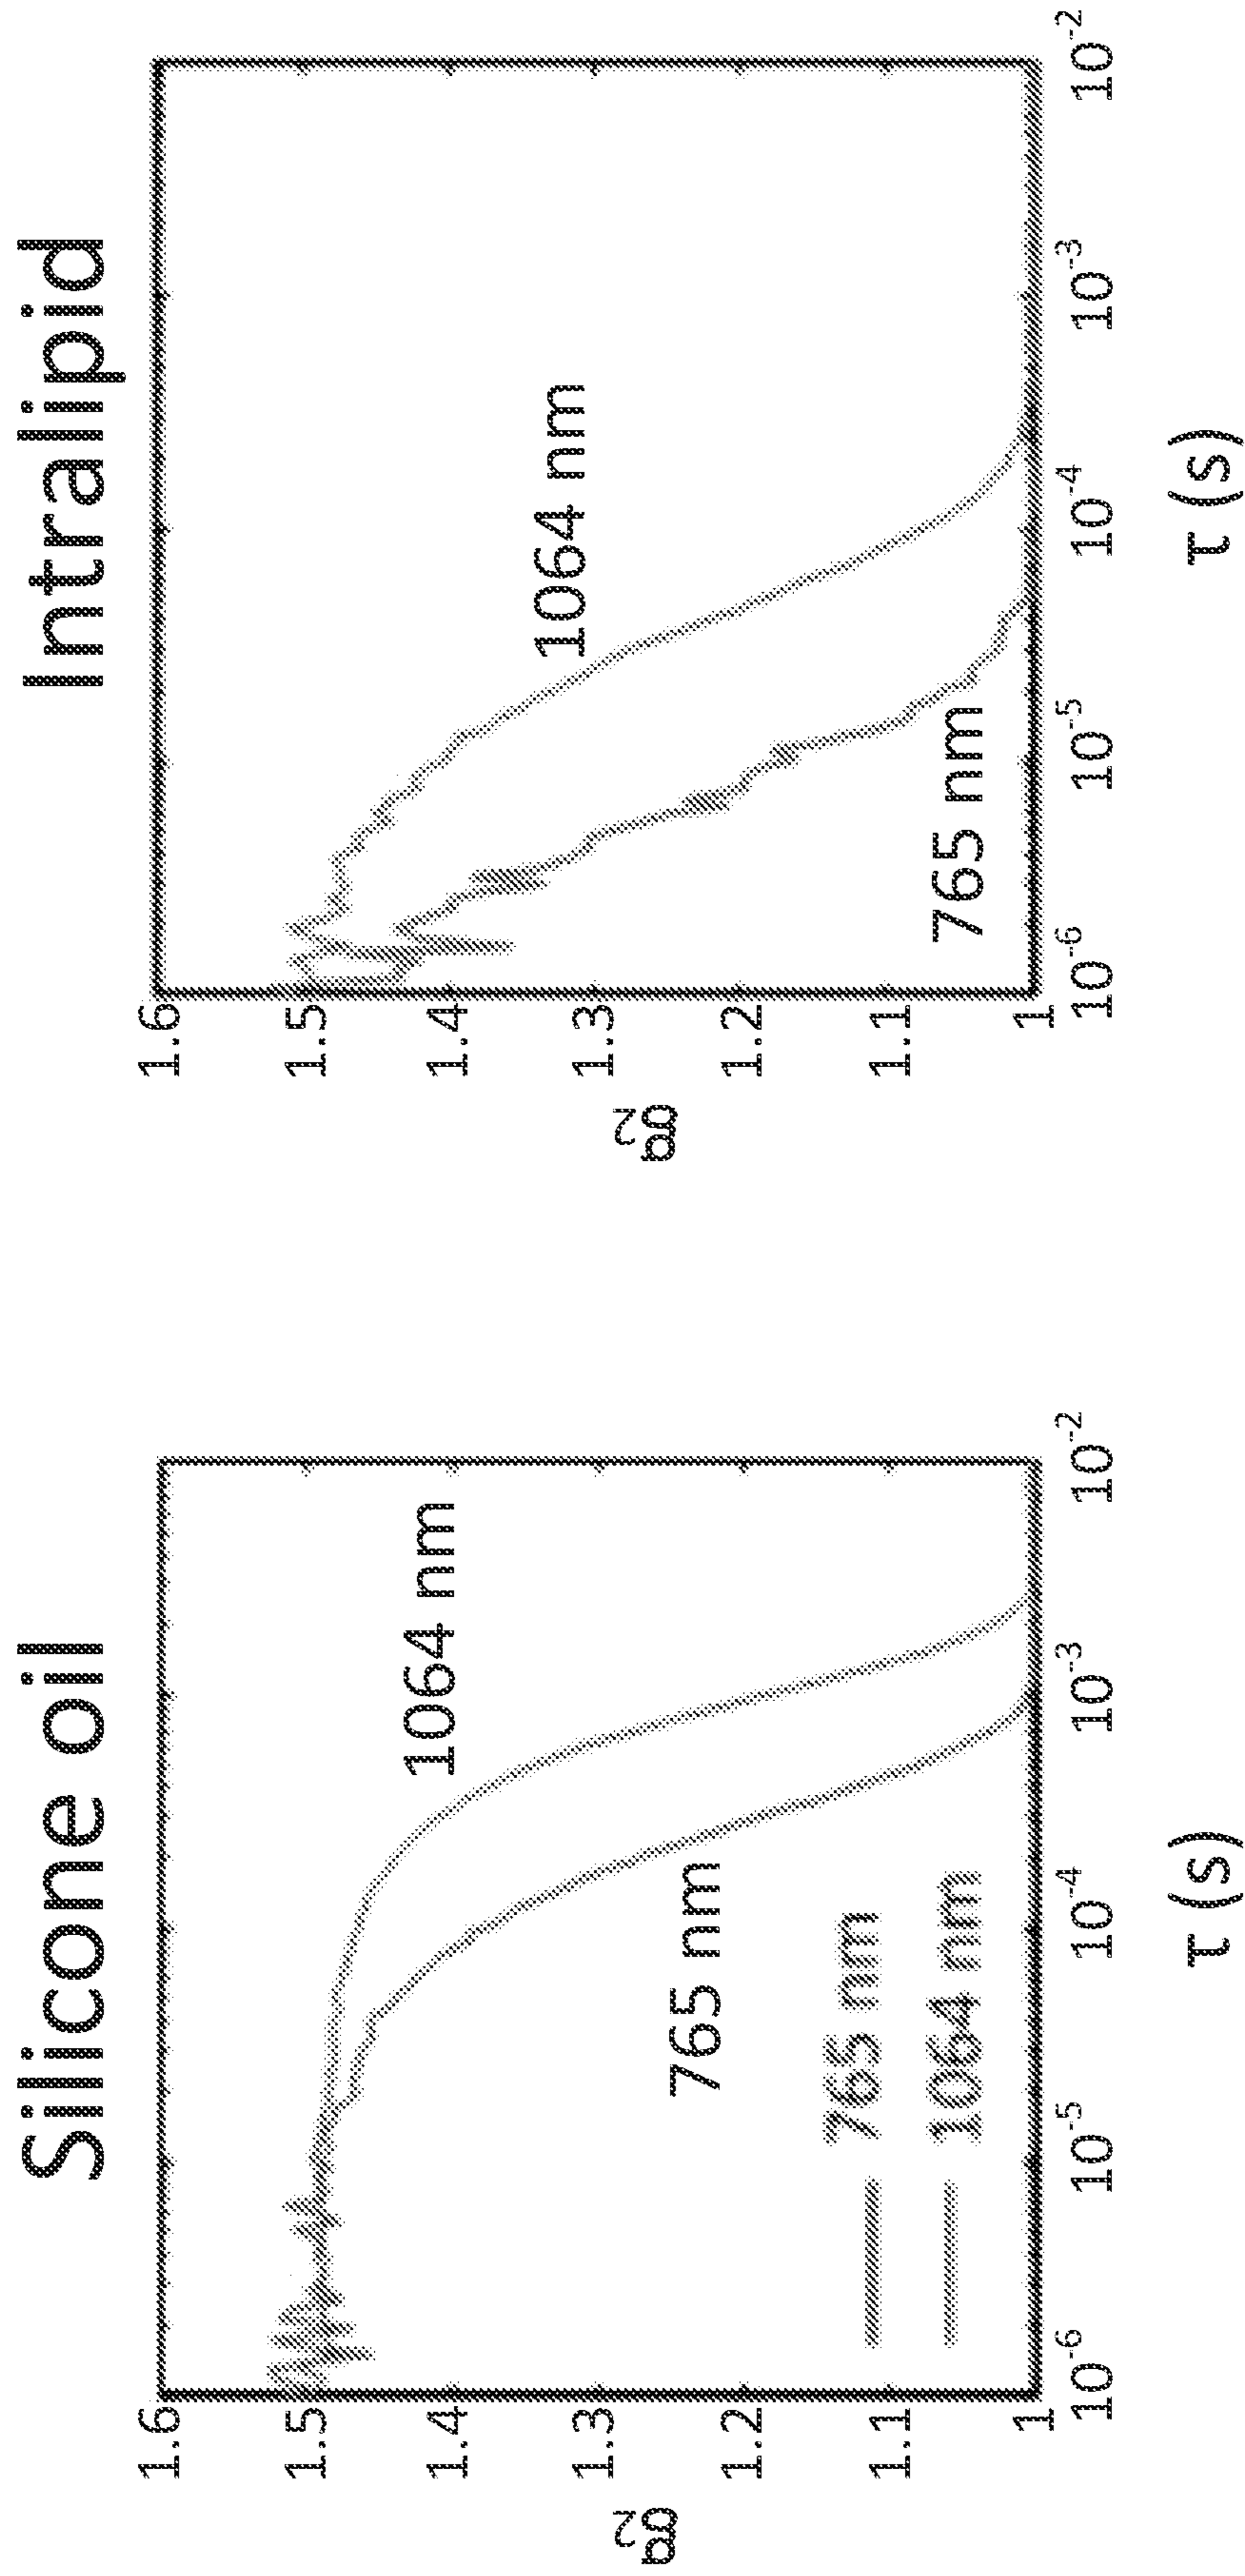 Silicone oil
g₂
1.6
1.5
1.4
1.3
1.2
1.1
1
1064 nm
765 nm
765 nm
1064 nm
10⁻⁶
10⁻⁵
10⁻⁴
10⁻³
10⁻²
τ (s)
Intralipid
g₂
1.6
1.5
1.4
1.3
1.2
1.1
1
1064 nm
765 nm
10⁻⁶
10⁻⁵
10⁻⁴
10⁻³
10⁻²
τ (s)